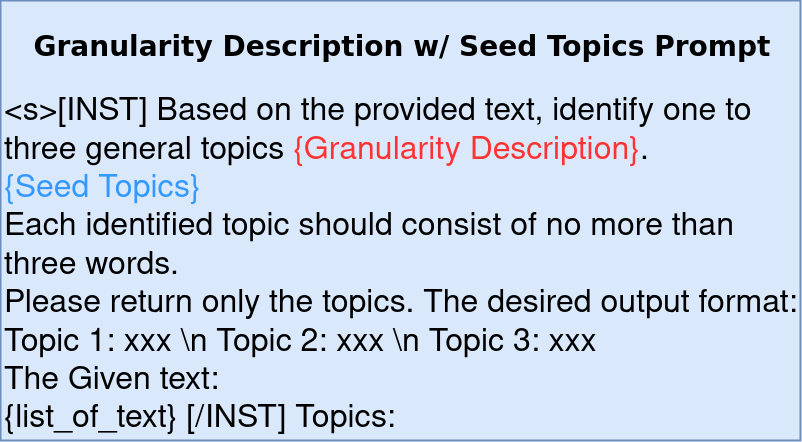 Granularity Description w/ Seed Topics Prompt
<s>[INST] Based on the provided text, identify one to
three general topics {Granularity Description}.
{Seed Topics}
Each identified topic should consist of no more than
three words.
Please return only the topics. The desired output format:
Topic 1: xxx \n Topic 2: xxx \n Topic 3: xxx
The Given text:
{list_of_text} [/INST] Topics: